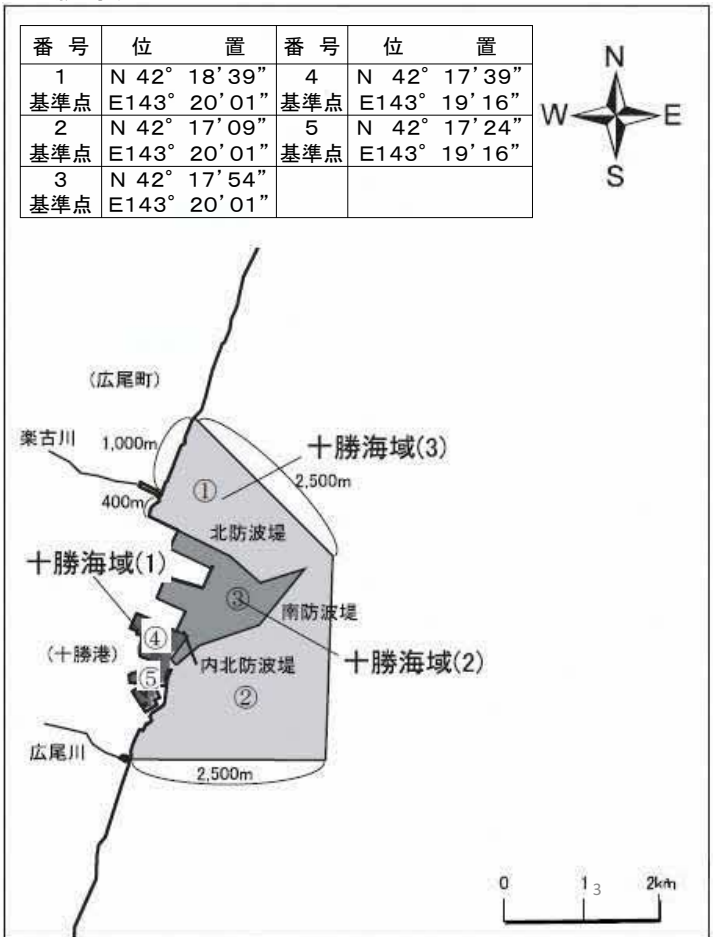 番 号 位 置 番 号 位 置
1 基準点 N 42° 18'39" E143° 20'01" 4 基準点 N 42° 17'39" E143° 19'16"
2 基準点 N 42° 17'09" E143° 20'01" 5 基準点 N 42° 17'24" E143° 19'16"
3 基準点 N 42° 17'54" E143° 20'01"
N
W E
S
(広尾町)
楽古川
1,000m
十勝海域(3)
2,500m
①
400m
北防波堤
十勝海域(1)
③
南防波堤
④
(十勝港)
内北防波堤
十勝海域(2)
⑤
②
広尾川
2,500m
0 1 2km
3